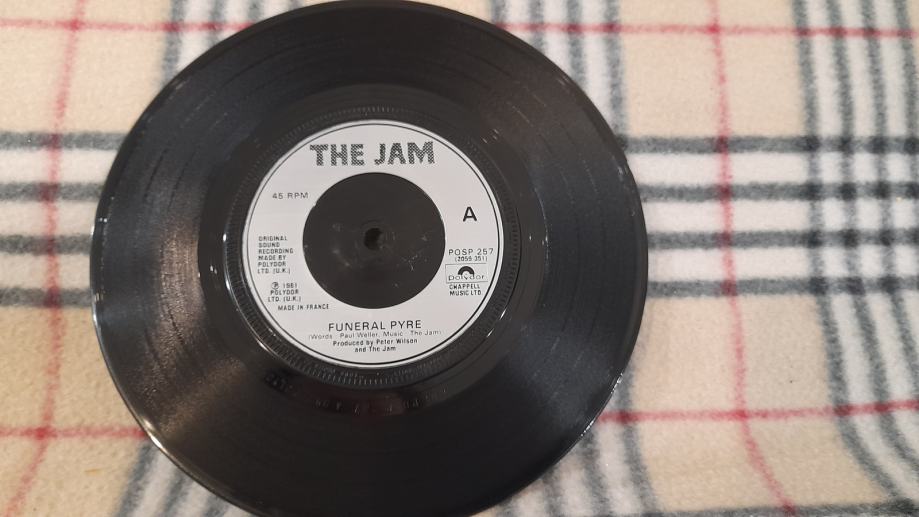 THE JAM
45 RPM
A
ORIGINAL
SOUND
RECORDING
MADE BY
POLYDOR
LTD. (U.K.)
℗ 1981
POLYDOR
LTD. (U.K.)
MADE IN FRANCE
POSP 257
(2059 351)
polydor
CHAPPELL
MUSIC LTD
FUNERAL PYRE
(Words : Paul Weller, Music : The Jam)
Produced by Peter Wilson
and The Jam